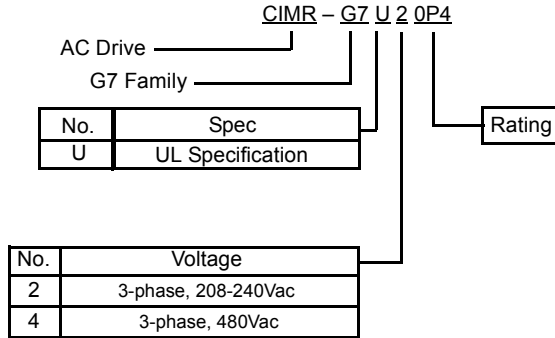 CIMR – G7 U 2 0P4
AC Drive
G7 Family
No. Spec
U UL Specification
Rating
No. Voltage
2 3-phase, 208-240Vac
4 3-phase, 480Vac